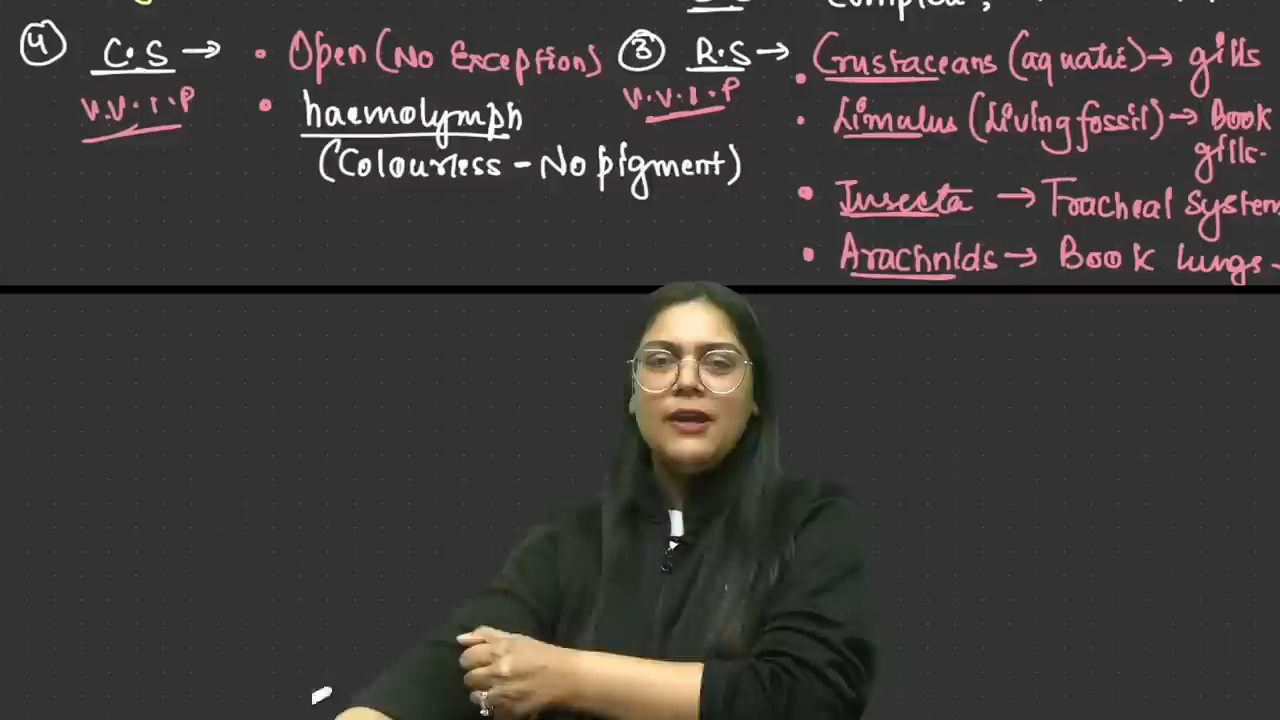 ④ C.S → • Open (No Exception)
V.V.I.P
• haemolymph
(Colourless - No pigment)
③ R.S →
V.V.I.P
• Crustaceans (aquatic) → gills
• Limulus (Living fossil) → Book
gills.
• Insecta → Tracheal System
• Arachnids → Book lungs -